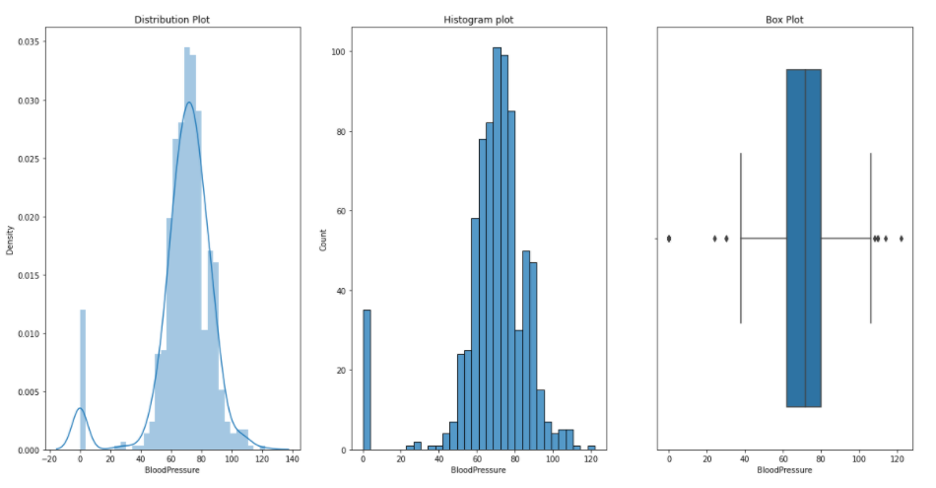 Distribution Plot
0.035
0.030
0.025
0.020
0.015
0.010
0.005
0.000
Density
−20 0 20 40 60 80 100 120 140
BloodPressure
Histogram plot
100
80
60
40
20
0
Count
0 20 40 60 80 100 120
BloodPressure
Box Plot
0 20 40 60 80 100 120
BloodPressure